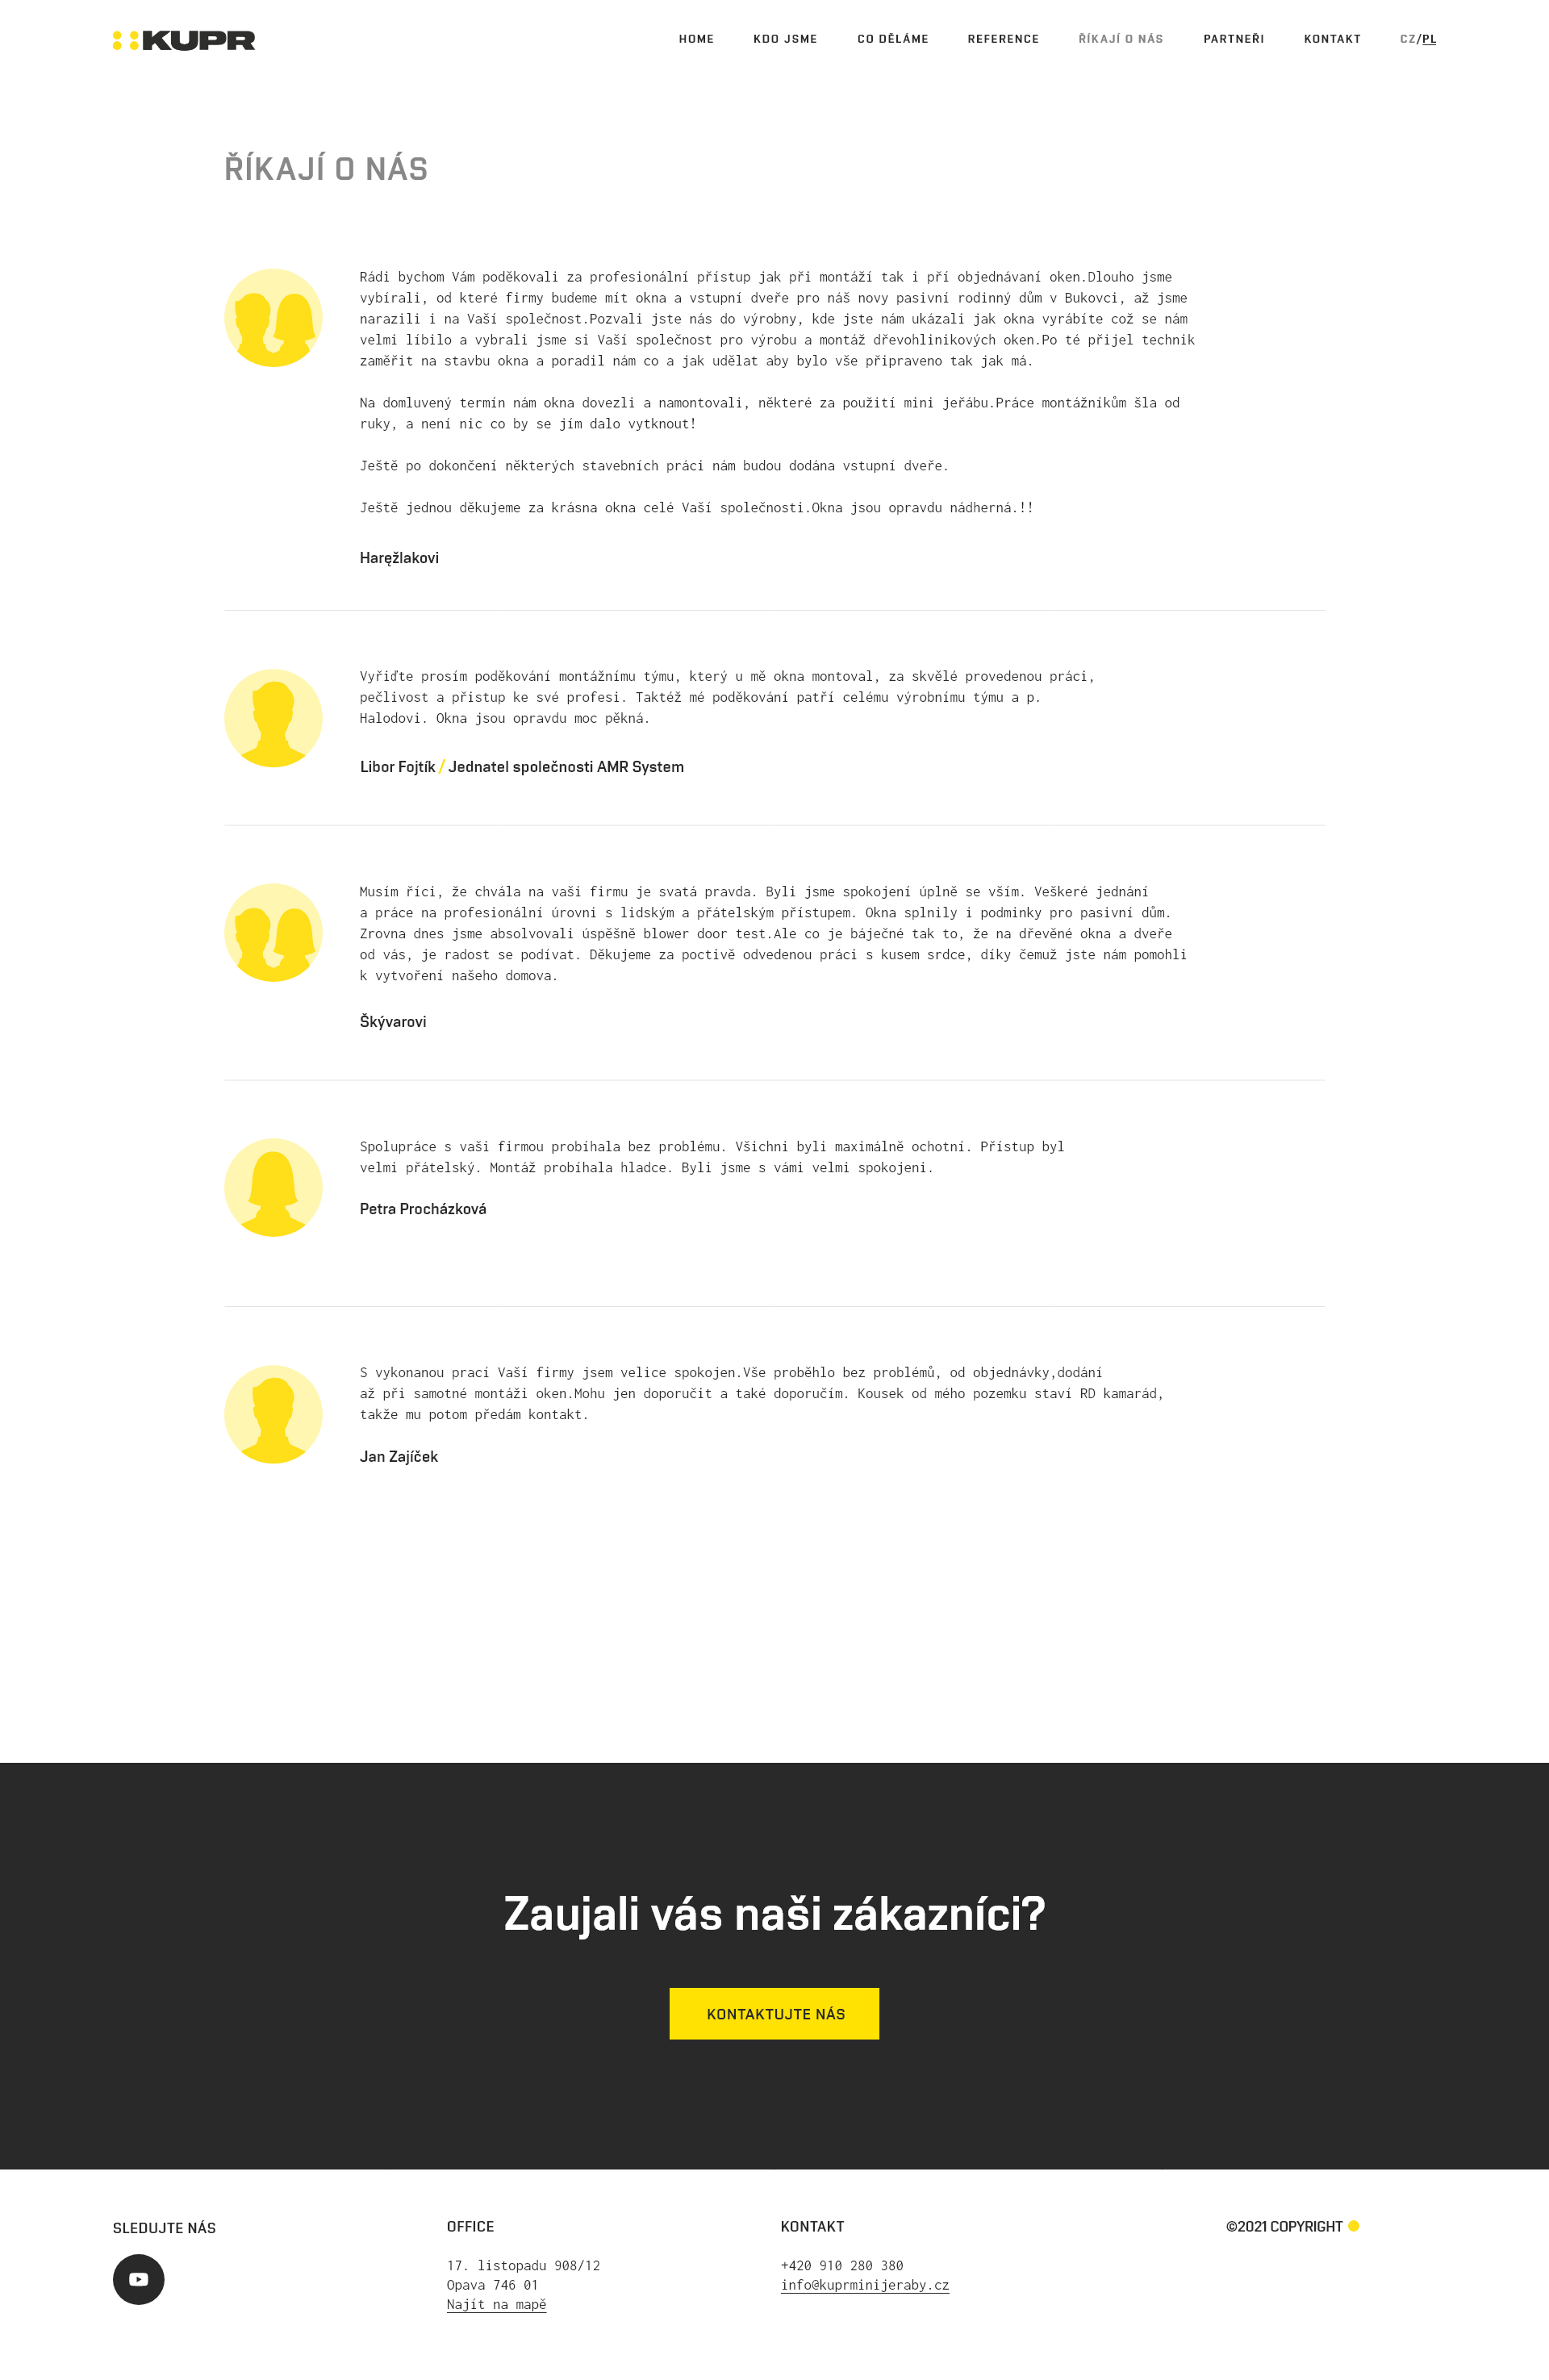 KUPR
HOME KDO JSME CO DĚLÁME REFERENCE ŘÍKAJÍ O NÁS PARTNEŘI KONTAKT CZ/PL
ŘÍKAJÍ O NÁS
Rádi bychom Vám poděkovali za profesionální přístup jak při montáží tak i pří objednávaní oken.Dlouho jsme
vybírali, od které firmy budeme mít okna a vstupní dveře pro náš novy pasivní rodinný dům v Bukovci, až jsme
narazili i na Vaší společnost.Pozvali jste nás do výrobny, kde jste nám ukázali jak okna vyrábíte což se nám
velmi líbilo a vybrali jsme si Vaší společnost pro výrobu a montáž dřevohlinikových oken.Po té přijel technik
zaměřit na stavbu okna a poradil nám co a jak udělat aby bylo vše připraveno tak jak má.
Na domluvený termín nám okna dovezli a namontovali, některé za použití mini jeřábu.Práce montážníkům šla od
ruky, a není nic co by se jím dalo vytknout!
Ještě po dokončení některých stavebních práci nám budou dodána vstupní dveře.
Ještě jednou děkujeme za krásna okna celé Vaší společnosti.Okna jsou opravdu nádherná.!!
Haręžlakovi
Vyřiďte prosím poděkování montážnímu týmu, který u mě okna montoval, za skvělé provedenou práci,
pečlivost a přistup ke své profesi. Taktéž mé poděkování patří celému výrobnímu týmu a p.
Halodovi. Okna jsou opravdu moc pěkná.
Libor Fojtík / Jednatel společnosti AMR System
Musím říci, že chvála na vaši firmu je svatá pravda. Byli jsme spokojení úplně se vším. Veškeré jednání
a práce na profesionální úrovni s lidským a přátelským přístupem. Okna splnily i podminky pro pasivní dům.
Zrovna dnes jsme absolvovali úspěšně blower door test.Ale co je báječné tak to, že na dřevěné okna a dveře
od vás, je radost se podívat. Děkujeme za poctivě odvedenou práci s kusem srdce, díky čemuž jste nám pomohli
k vytvoření našeho domova.
Škývarovi
Spolupráce s vaši firmou probíhala bez problému. Všichni byli maximálně ochotní. Přístup byl
velmi přátelský. Montáž probíhala hladce. Byli jsme s vámi velmi spokojeni.
Petra Procházková
S vykonanou prací Vaší firmy jsem velice spokojen.Vše proběhlo bez problémů, od objednávky,dodání
až při samotné montáži oken.Mohu jen doporučit a také doporučím. Kousek od mého pozemku staví RD kamarád,
takže mu potom předám kontakt.
Jan Zajíček
Zaujali vás naši zákazníci?
KONTAKTUJTE NÁS
SLEDUJTE NÁS
OFFICE
17. listopadu 908/12
Opava 746 01
Najít na mapě
KONTAKT
+420 910 280 380
info@kuprminijeraby.cz
©2021 COPYRIGHT